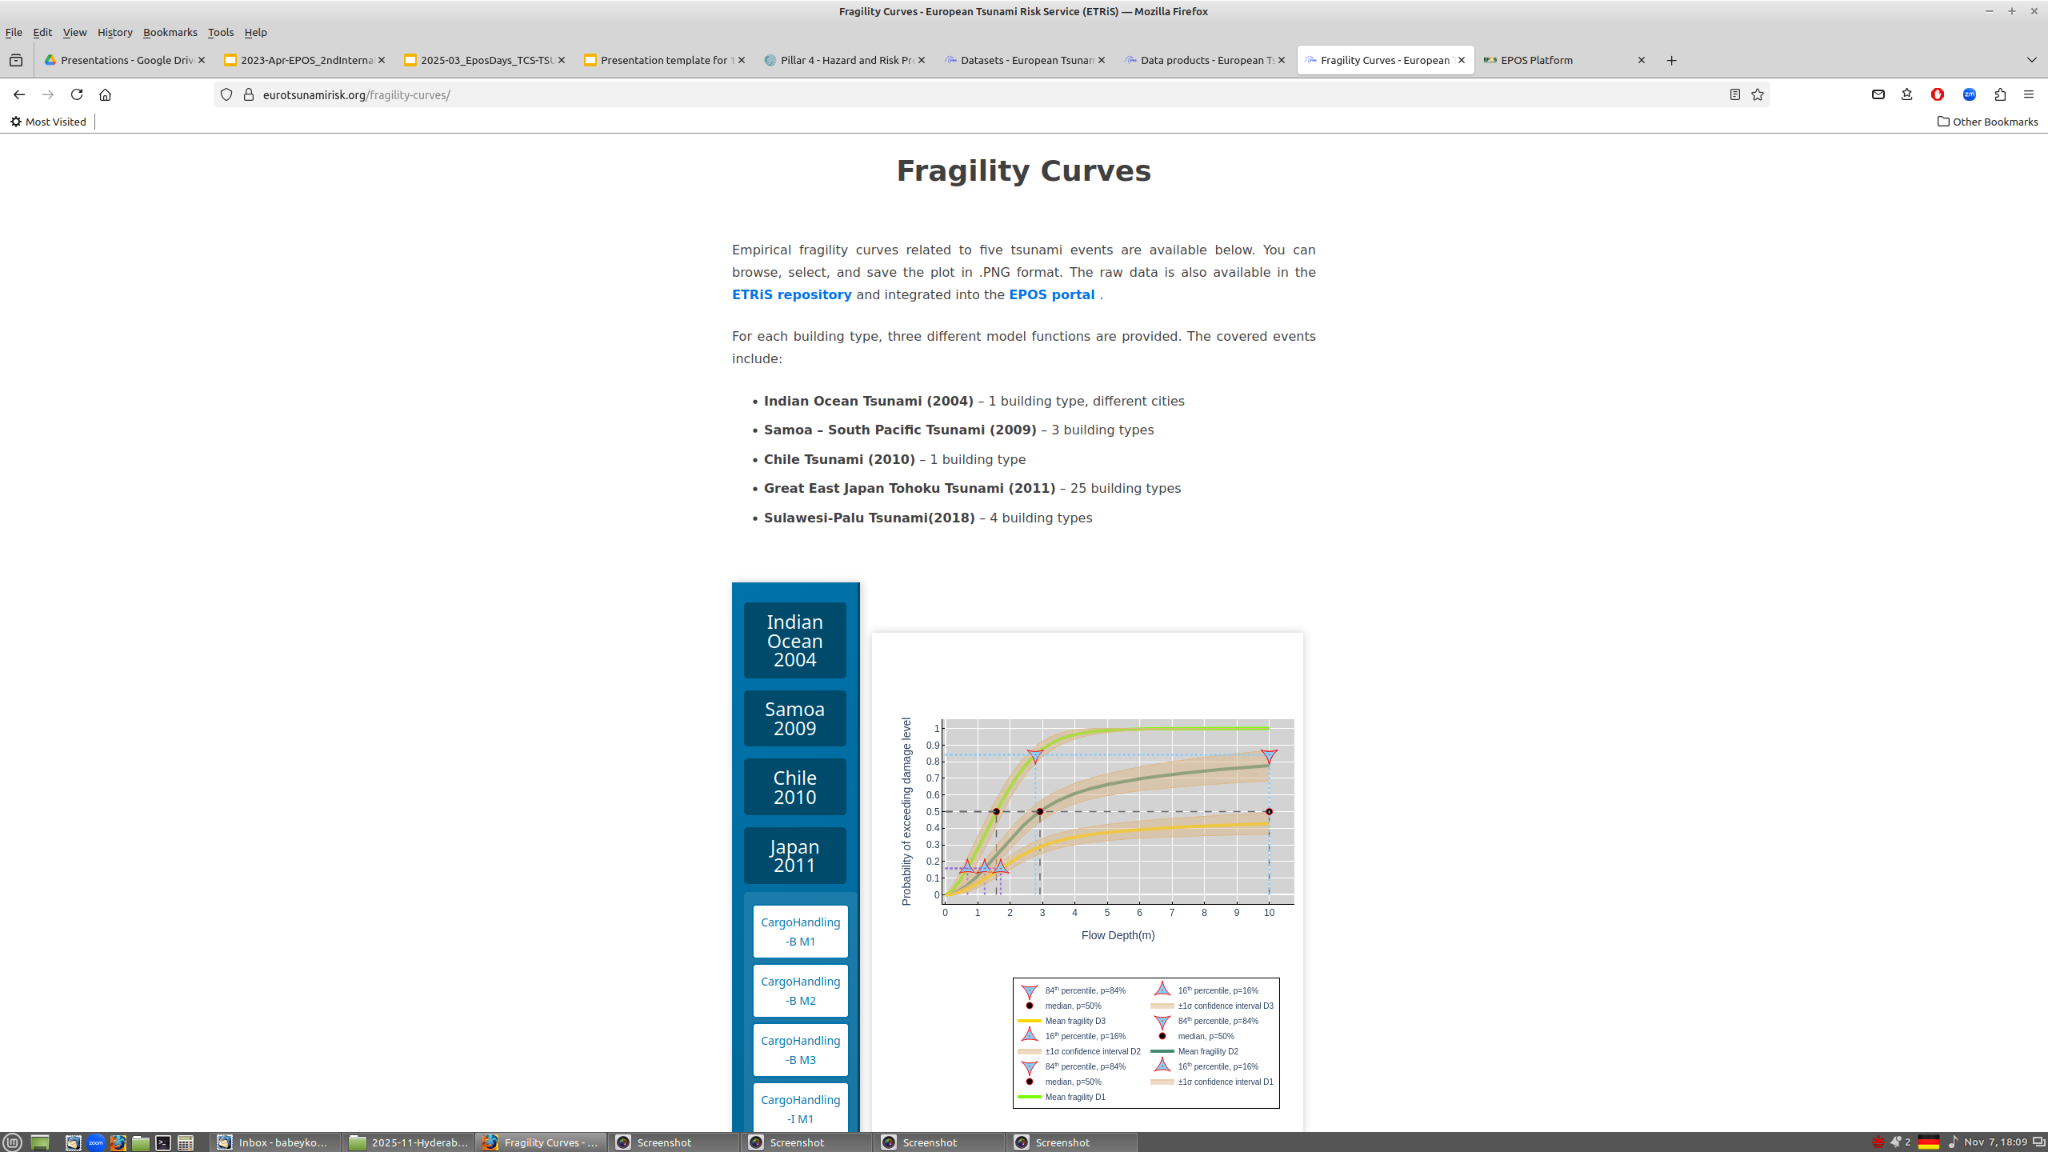 Fragility Curves - European Tsunami Risk Service (ETRiS) — Mozilla Firefox
File Edit View History Bookmarks Tools Help
Presentations - Google Driv
2023-Apr-EPOS_2ndInterna
2025-03_EposDays_TCS-TSU
Presentation template for 1
Pillar 4 - Hazard and Risk Pr
Datasets - European Tsunam
Data products - European Ts
Fragility Curves - European T
EPOS Platform
eurotsunamirisk.org/fragility-curves/
Most Visited
Other Bookmarks
Fragility Curves
Empirical fragility curves related to five tsunami events are available below. You can
browse, select, and save the plot in .PNG format. The raw data is also available in the
ETRiS repository and integrated into the EPOS portal .
For each building type, three different model functions are provided. The covered events
include:
• Indian Ocean Tsunami (2004) – 1 building type, different cities
• Samoa – South Pacific Tsunami (2009) – 3 building types
• Chile Tsunami (2010) – 1 building type
• Great East Japan Tohoku Tsunami (2011) – 25 building types
• Sulawesi-Palu Tsunami(2018) – 4 building types
Indian
Ocean
2004
Samoa
2009
Chile
2010
Japan
2011
CargoHandling
-B M1
CargoHandling
-B M2
CargoHandling
-B M3
CargoHandling
-I M1
Probability of exceeding damage level
1
0.9
0.8
0.7
0.6
0.5
0.4
0.3
0.2
0.1
0
0 1 2 3 4 5 6 7 8 9 10
Flow Depth(m)
84th percentile, p=84% 16th percentile, p=16%
median, p=50% ±1σ confidence interval D3
Mean fragility D3 84th percentile, p=84%
16th percentile, p=16% median, p=50%
±1σ confidence interval D2 Mean fragility D2
84th percentile, p=84% 16th percentile, p=16%
median, p=50% ±1σ confidence interval D1
Mean fragility D1
zoom
Inbox - babeyko...
2025-11-Hyderab...
Fragility Curves - ...
Screenshot
Screenshot
Screenshot
Screenshot
2
Nov 7, 18:09